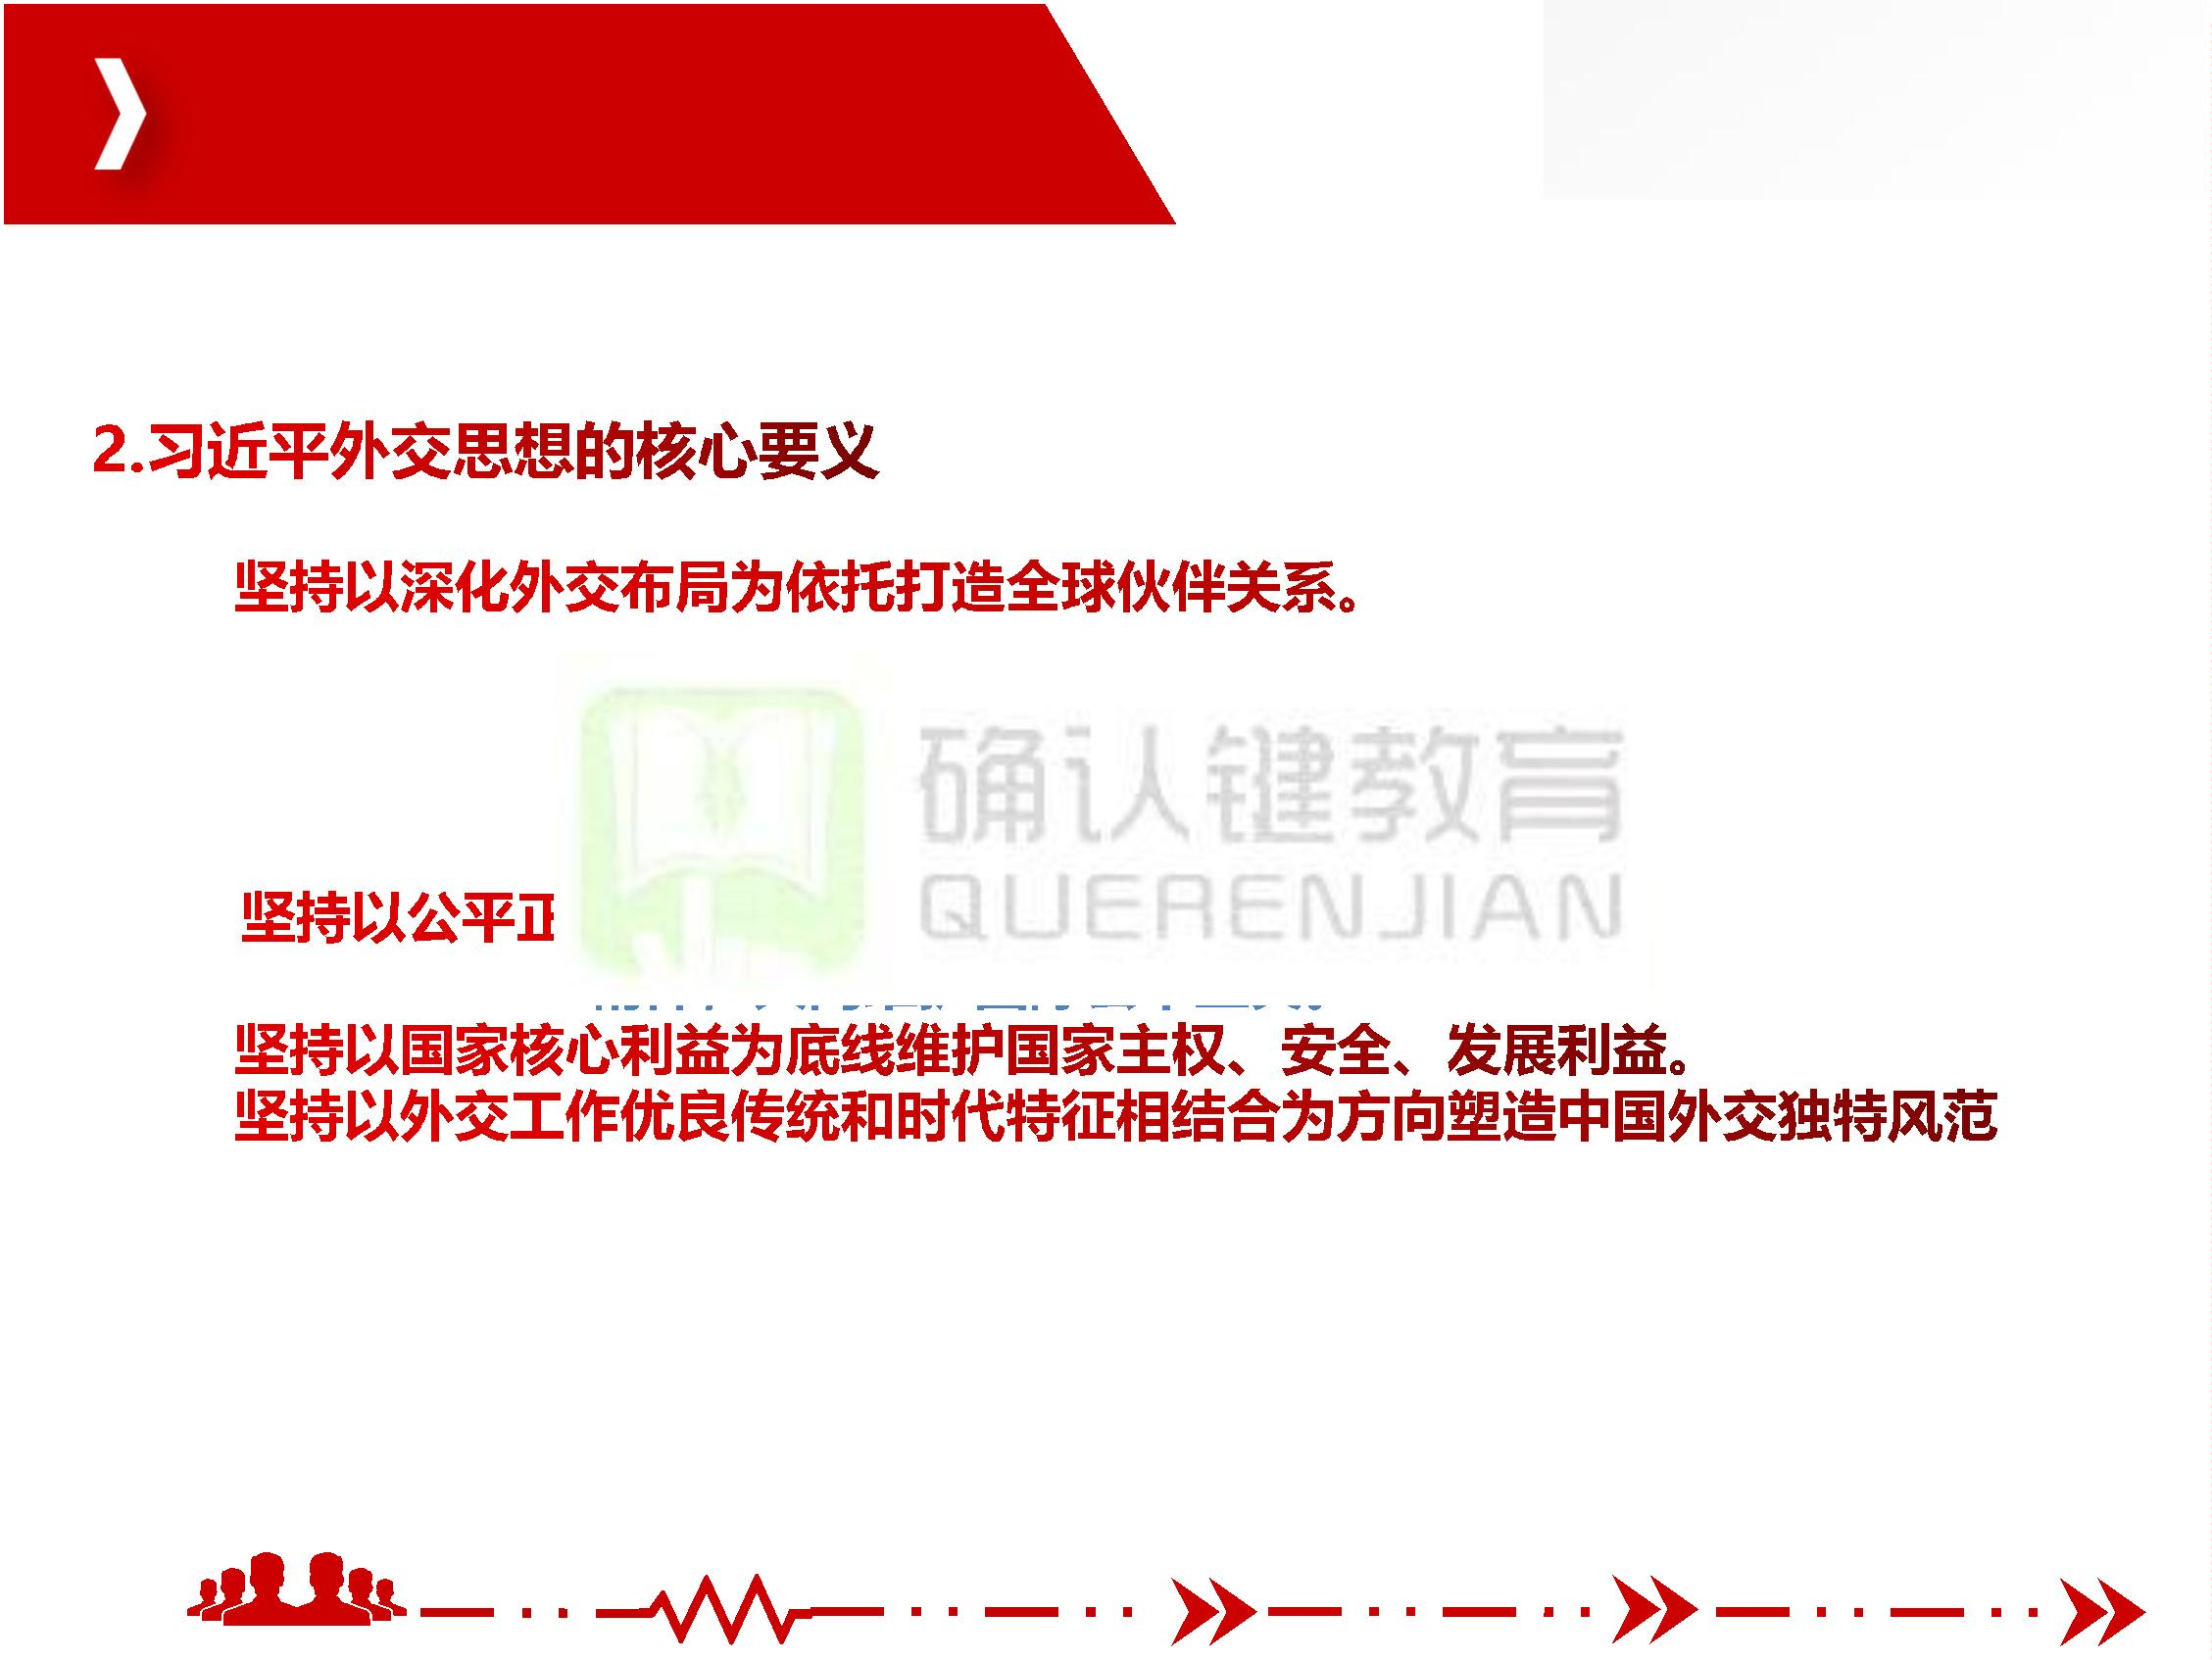 2.习近平外交思想的核心要义
坚持以深化外交布局为依托打造全球伙伴关系。
确认键教育
QUERENJIAN
坚持以公平正
坚持以国家核心利益为底线维护国家主权、安全、发展利益。
坚持以外交工作优良传统和时代特征相结合为方向塑造中国外交独特风范